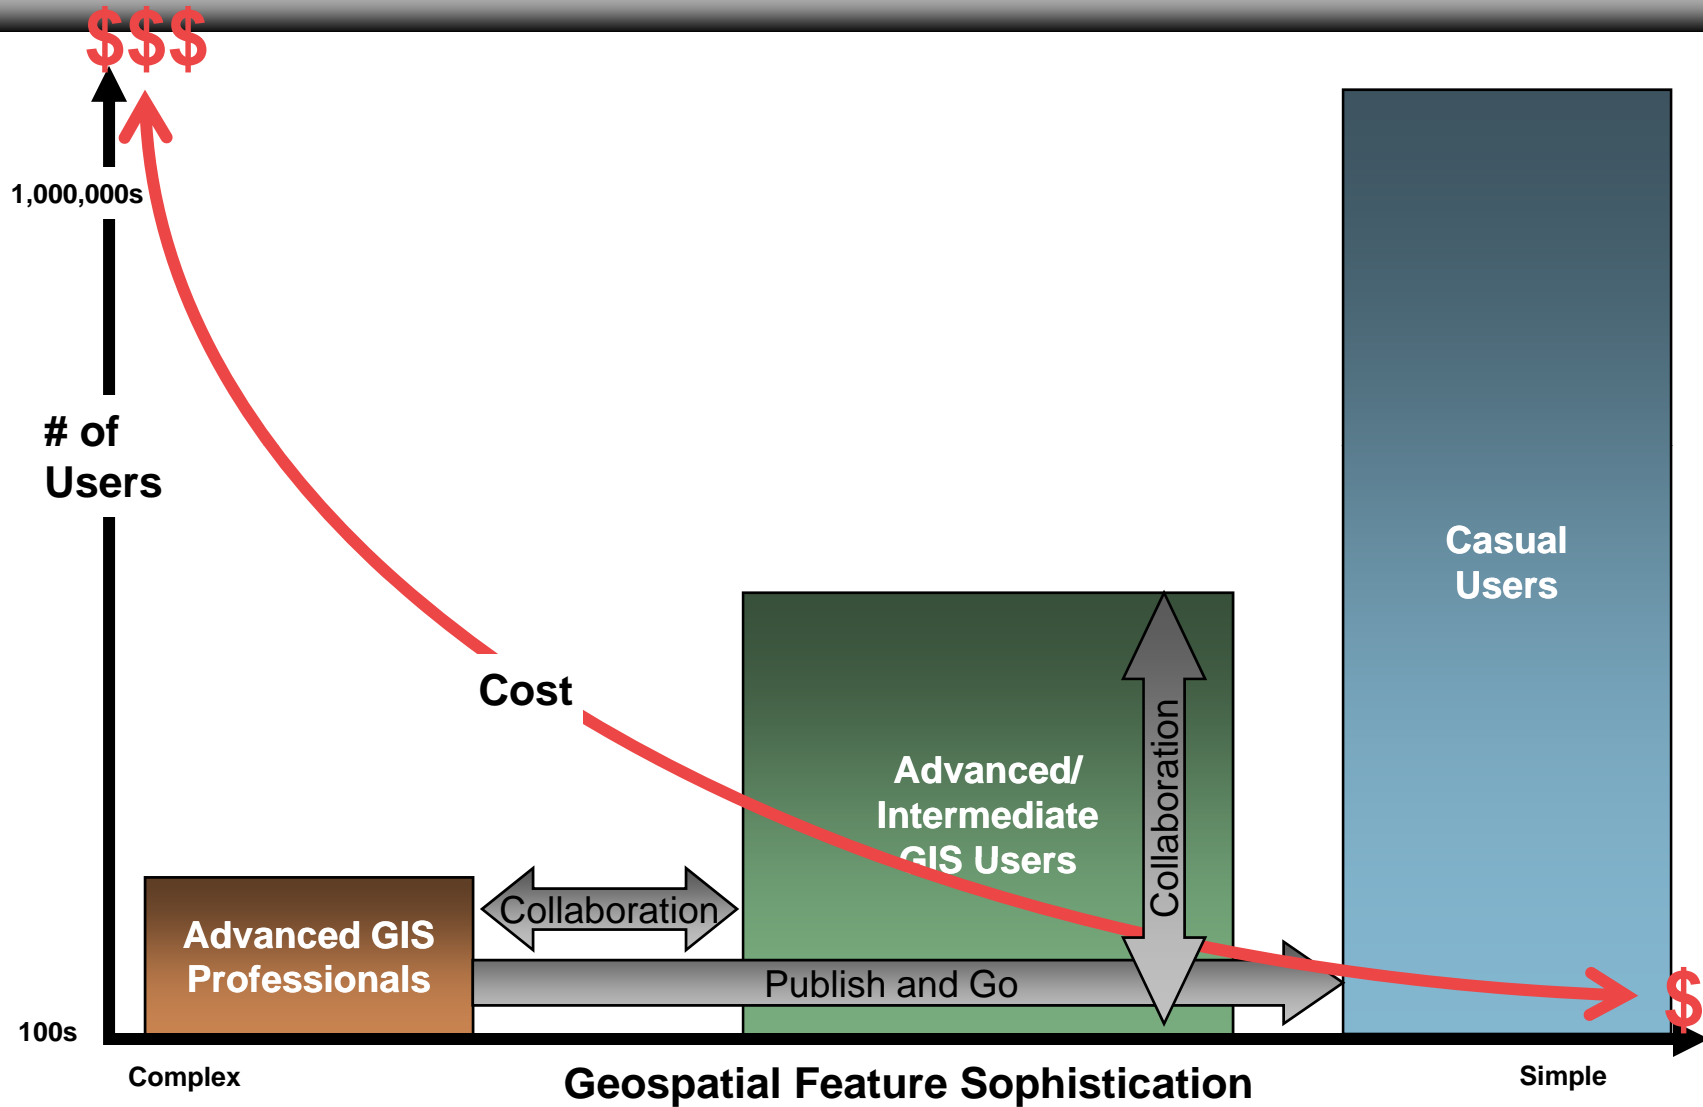 $$$
1,000,000s
# of
Users
Cost
Casual
Users
Advanced/
Intermediate
GIS Users
Collaboration
Collaboration
Advanced GIS
Professionals
Publish and Go
$
100s
Complex
Geospatial Feature Sophistication
Simple